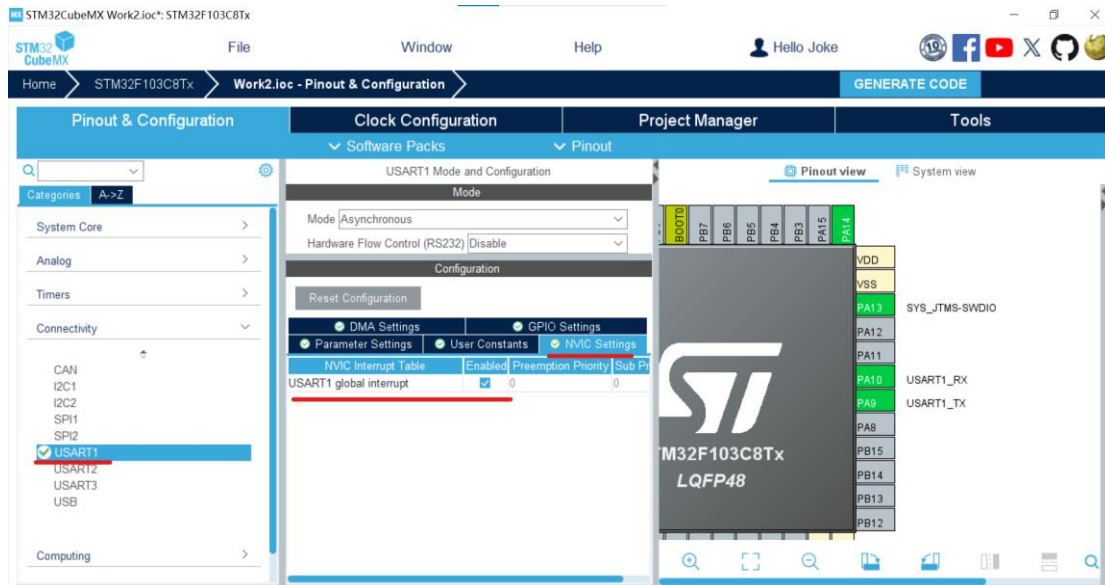 MX STM32CubeMX Work2.ioc*: STM32F103C8Tx
STM32 CubeMX
File Window Help Hello Joke
19
Home STM32F103C8Tx Work2.ioc - Pinout & Configuration GENERATE CODE
Pinout & Configuration Clock Configuration Project Manager Tools
Software Packs Pinout
USART1 Mode and Configuration
Categories A->Z
System Core
Analog
Timers
Connectivity
CAN
I2C1
I2C2
SPI1
SPI2
USART1
USART2
USART3
USB
Computing
Mode
Mode Asynchronous
Hardware Flow Control (RS232) Disable
Configuration
Reset Configuration
DMA Settings GPIO Settings
Parameter Settings User Constants NVIC Settings
NVIC Interrupt Table Enabled Preemption Priority Sub Pr
USART1 global interrupt 0 0
Pinout view System view
BOOT0 PB7 PB6 PB5 PB4 PB3 PA15 PA14
VDD
VSS
PA13 SYS_JTMS-SWDIO
PA12
PA11
PA10 USART1_RX
PA9 USART1_TX
PA8
PB15
PB14
PB13
PB12
ST
TM32F103C8Tx
LQFP48